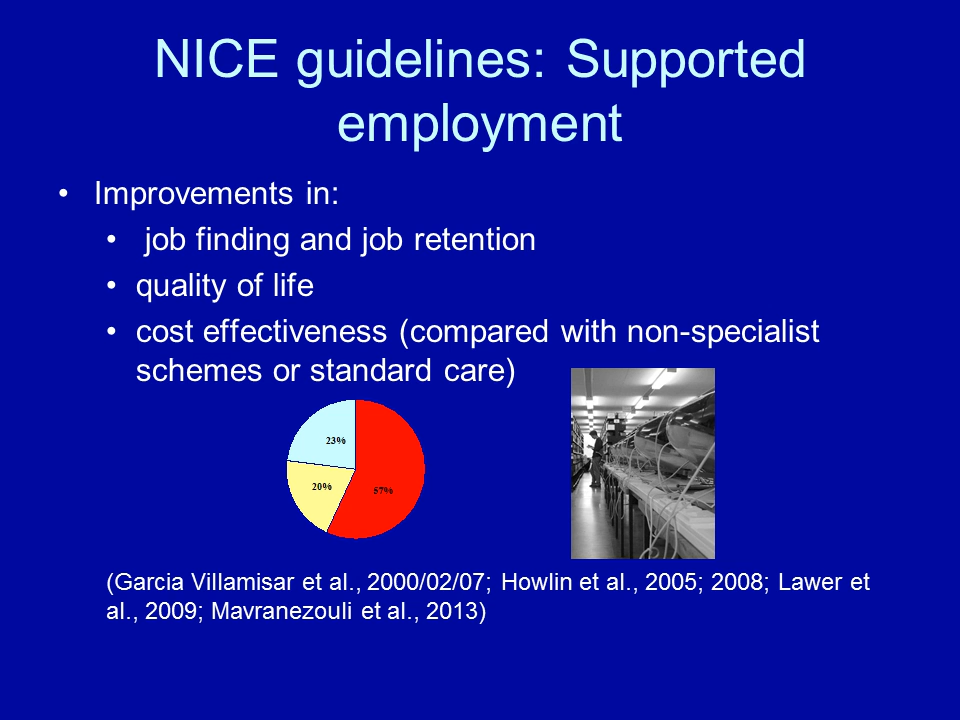 NICE guidelines: Supported
employment
• Improvements in:
• job finding and job retention
• quality of life
• cost effectiveness (compared with non-specialist
schemes or standard care)
23%
20%
57%
(Garcia Villamisar et al., 2000/02/07; Howlin et al., 2005; 2008; Lawer et
al., 2009; Mavranezouli et al., 2013)